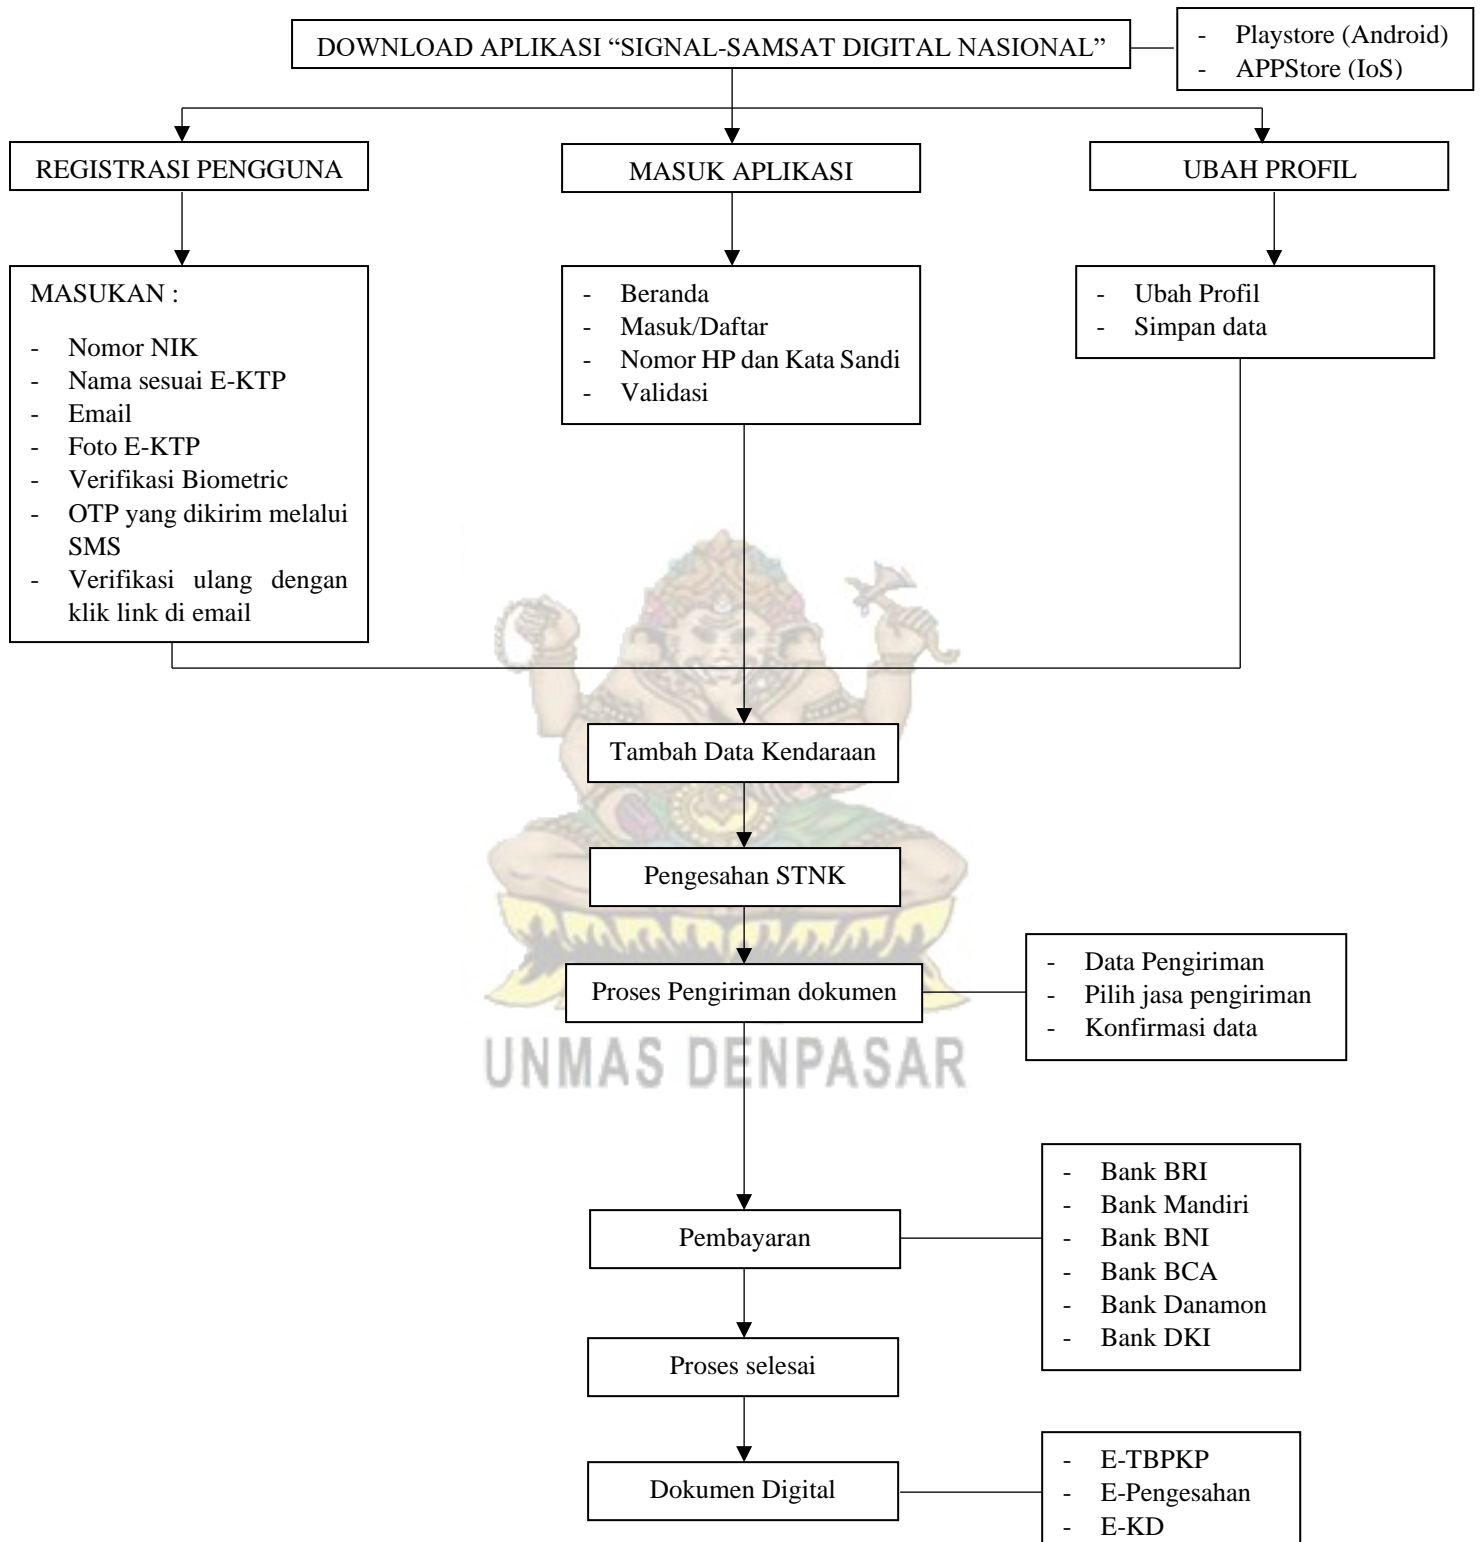 DOWNLOAD APLIKASI “SIGNAL-SAMSAT DIGITAL NASIONAL”
- Playstore (Android)
- APPStore (IoS)
REGISTRASI PENGGUNA
MASUK APLIKASI
UBAH PROFIL
MASUKAN :
- Nomor NIK
- Nama sesuai E-KTP
- Email
- Foto E-KTP
- Verifikasi Biometric
- OTP yang dikirim melalui
SMS
- Verifikasi ulang dengan
klik link di email
- Beranda
- Masuk/Daftar
- Nomor HP dan Kata Sandi
- Validasi
- Ubah Profil
- Simpan data
Tambah Data Kendaraan
Pengesahan STNK
Proses Pengiriman dokumen
- Data Pengiriman
- Pilih jasa pengiriman
- Konfirmasi data
UNMAS DENPASAR
Pembayaran
- Bank BRI
- Bank Mandiri
- Bank BNI
- Bank BCA
- Bank Danamon
- Bank DKI
Proses selesai
Dokumen Digital
- E-TBPKP
- E-Pengesahan
- E-KD